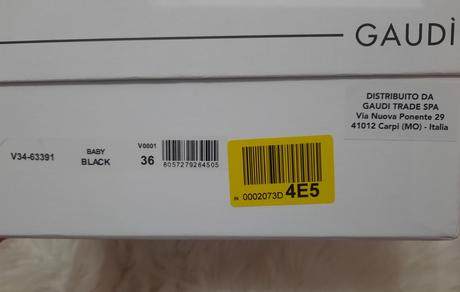 GAUDÌ
DISTRIBUITO DA
GAUDI TRADE SPA
Via Nuova Ponente 29
41012 Carpi (MO) - Italia
V34-63391
BABY
BLACK
V0001
36
8057279264505
IN 0002073D 4E5